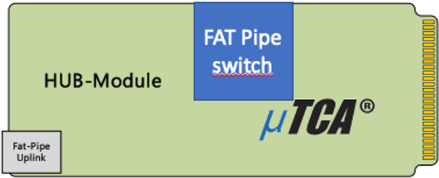 FAT Pipe
switch
HUB-Module
μTCA®
Fat-Pipe
Uplink